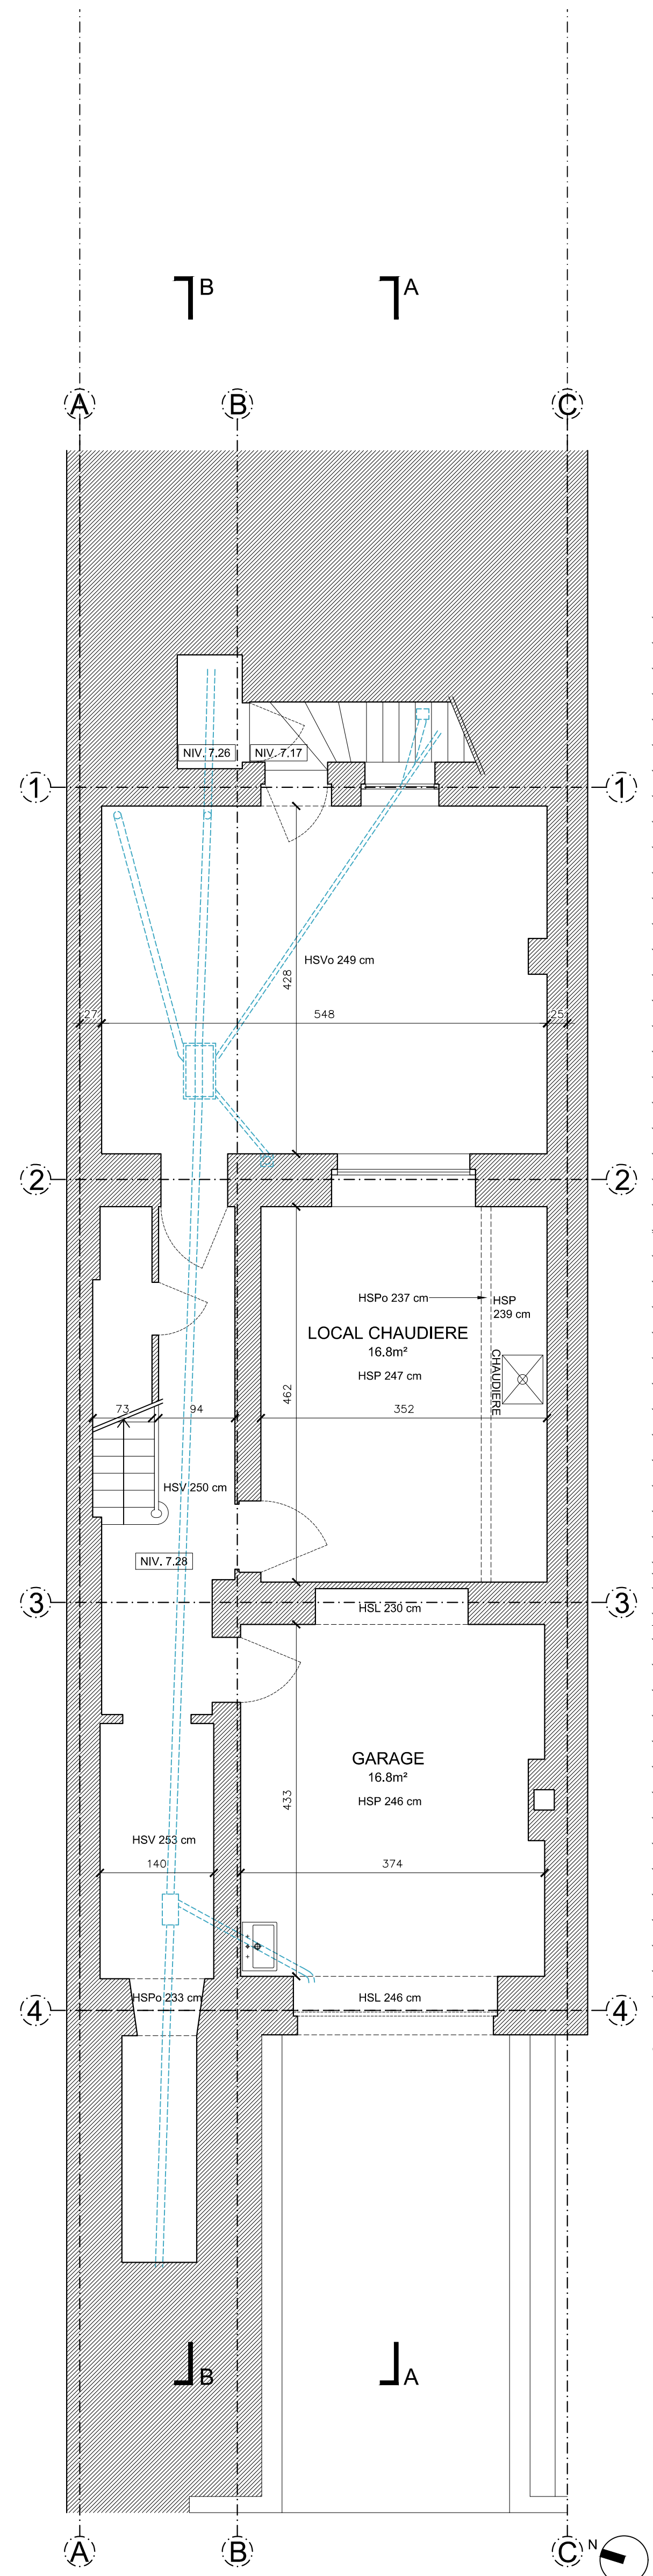 B A
A B C
NIV. 7.26 NIV. 7.17
1 1
HSVo 249 cm
428
27 548 25
2 2
HSPo 237 cm HSP
239 cm
LOCAL CHAUDIERE
16.8m²
HSP 247 cm
CHAUDIERE
462
73 94 352
HSV 250 cm
NIV. 7.28
3 HSL 230 cm 3
GARAGE
16.8m²
HSP 246 cm
433
HSV 253 cm
140 374
HSPo 233 cm HSL 246 cm
4 4
B A
A B C N